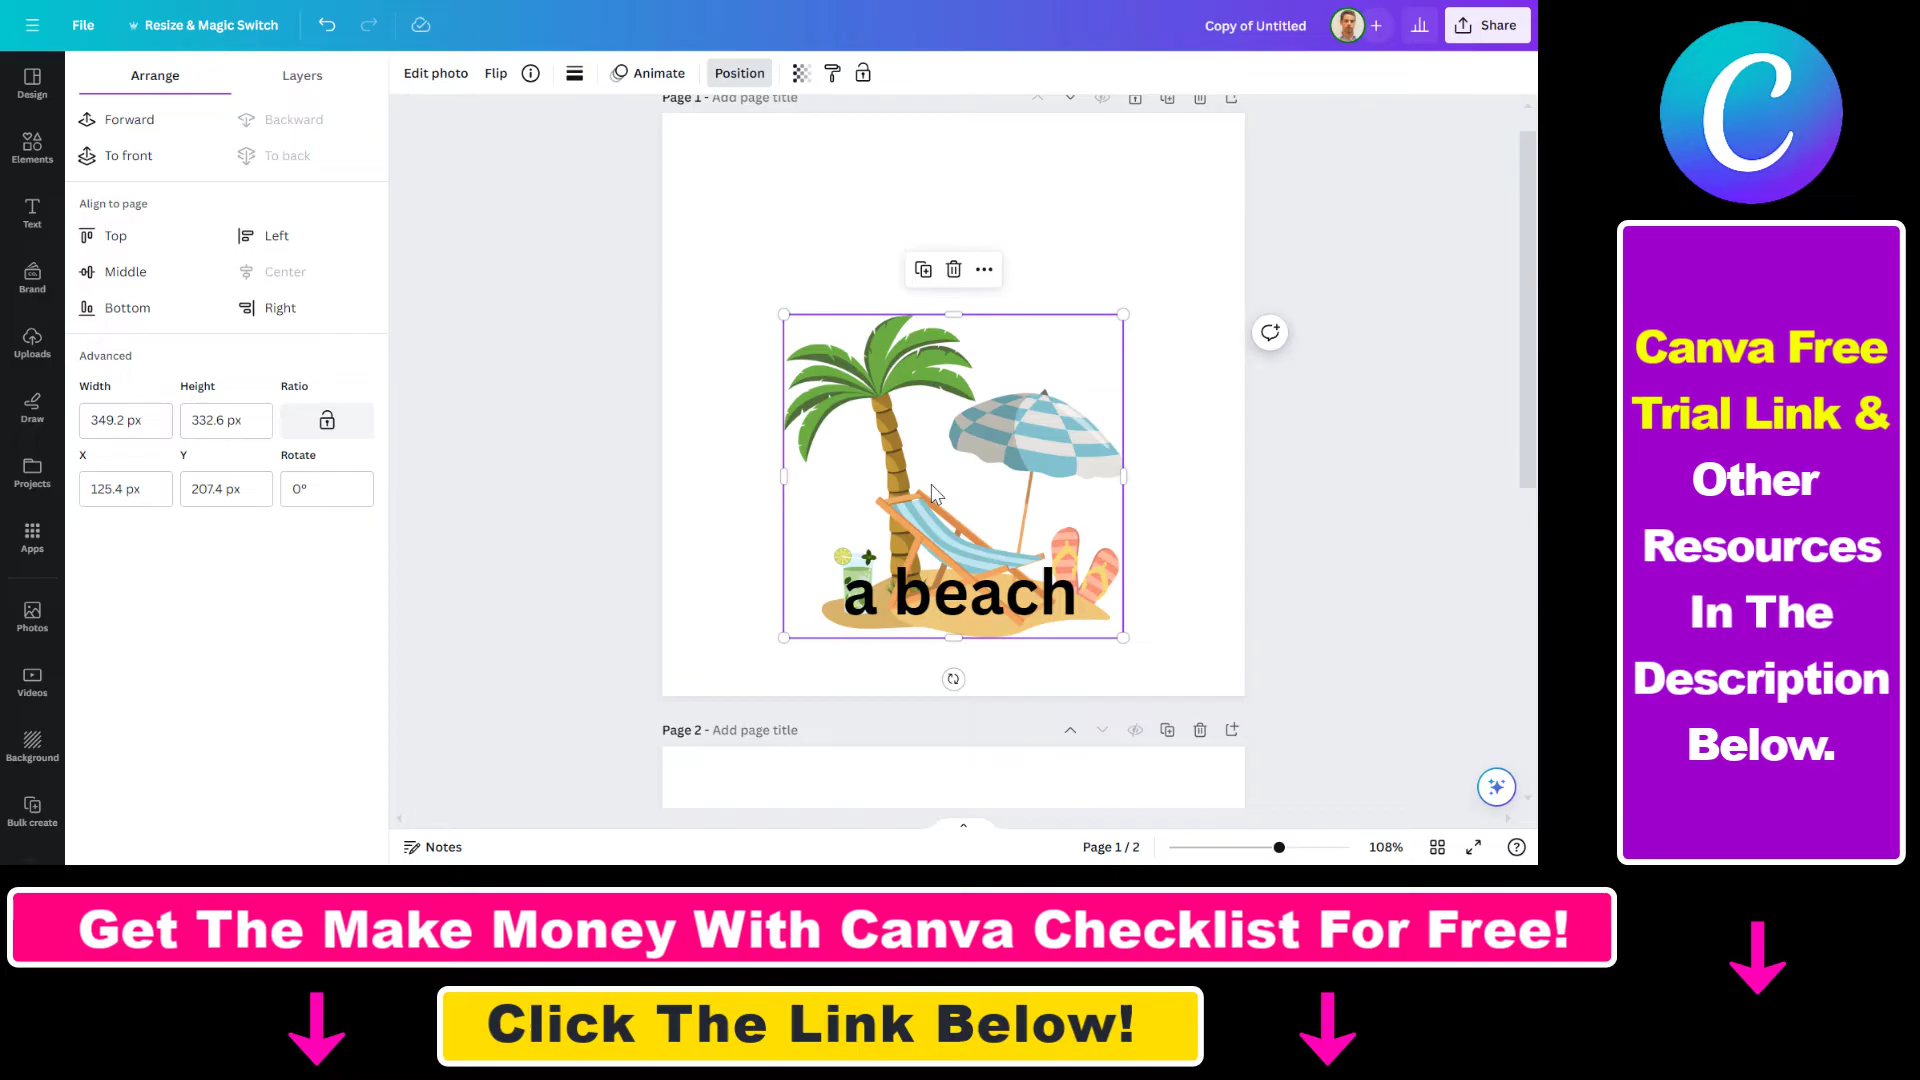 File
Resize & Magic Switch
Copy of Untitled
+
Share
C
Design
Elements
Text
Brand
CO.
Uploads
Draw
Projects
Apps
Photos
Videos
Background
Bulk create
Arrange
Layers
Forward
Backward
To front
To back
Align to page
Top
Left
Middle
Center
Bottom
Right
Advanced
Width
Height
Ratio
349.2 px
332.6 px
X
Y
Rotate
125.4 px
207.4 px
0°
Edit photo
Flip
Animate
Position
Page 1 - Add page title
a beach
Page 2 - Add page title
Notes
Page 1 / 2
108%
Canva Free
Trial Link &
Other
Resources
In The
Description
Below.
Get The Make Money With Canva Checklist For Free!
Click The Link Below!